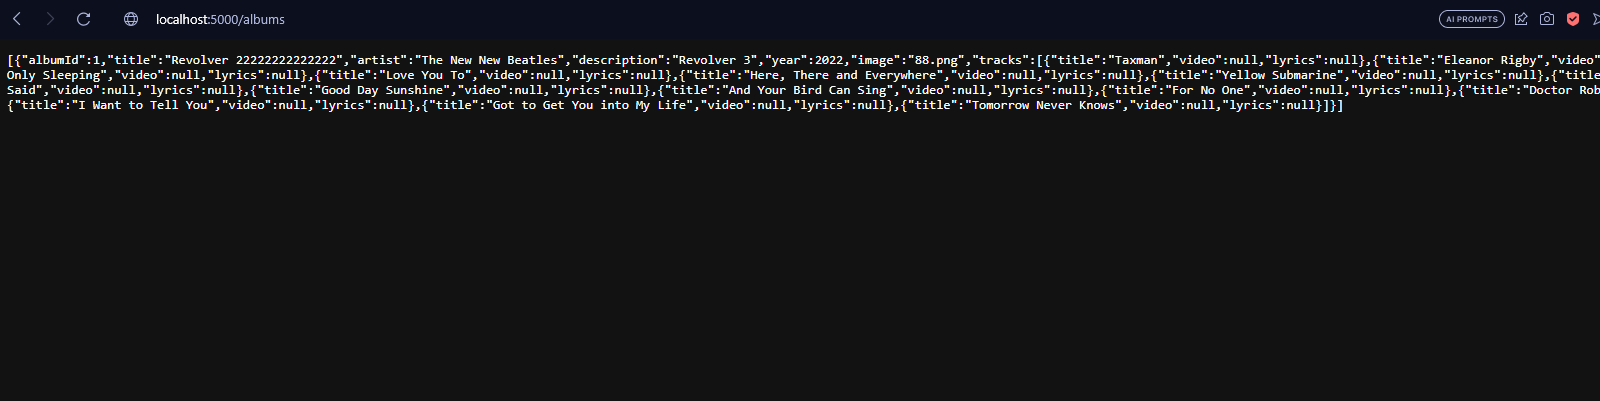 localhost:5000/albums
AI PROMPTS
[{"albumId":1,"title":"Revolver 22222222222222","artist":"The New New Beatles","description":"Revolver 3","year":2022,"image":"88.png","tracks":[{"title":"Taxman","video":null,"lyrics":null},{"title":"Eleanor Rigby","video"
Only Sleeping","video":null,"lyrics":null},{"title":"Love You To","video":null,"lyrics":null},{"title":"Here, There and Everywhere","video":null,"lyrics":null},{"title":"Yellow Submarine","video":null,"lyrics":null},{"title
Said","video":null,"lyrics":null},{"title":"Good Day Sunshine","video":null,"lyrics":null},{"title":"And Your Bird Can Sing","video":null,"lyrics":null},{"title":"For No One","video":null,"lyrics":null},{"title":"Doctor Rob
{"title":"I Want to Tell You","video":null,"lyrics":null},{"title":"Got to Get You into My Life","video":null,"lyrics":null},{"title":"Tomorrow Never Knows","video":null,"lyrics":null}]}]